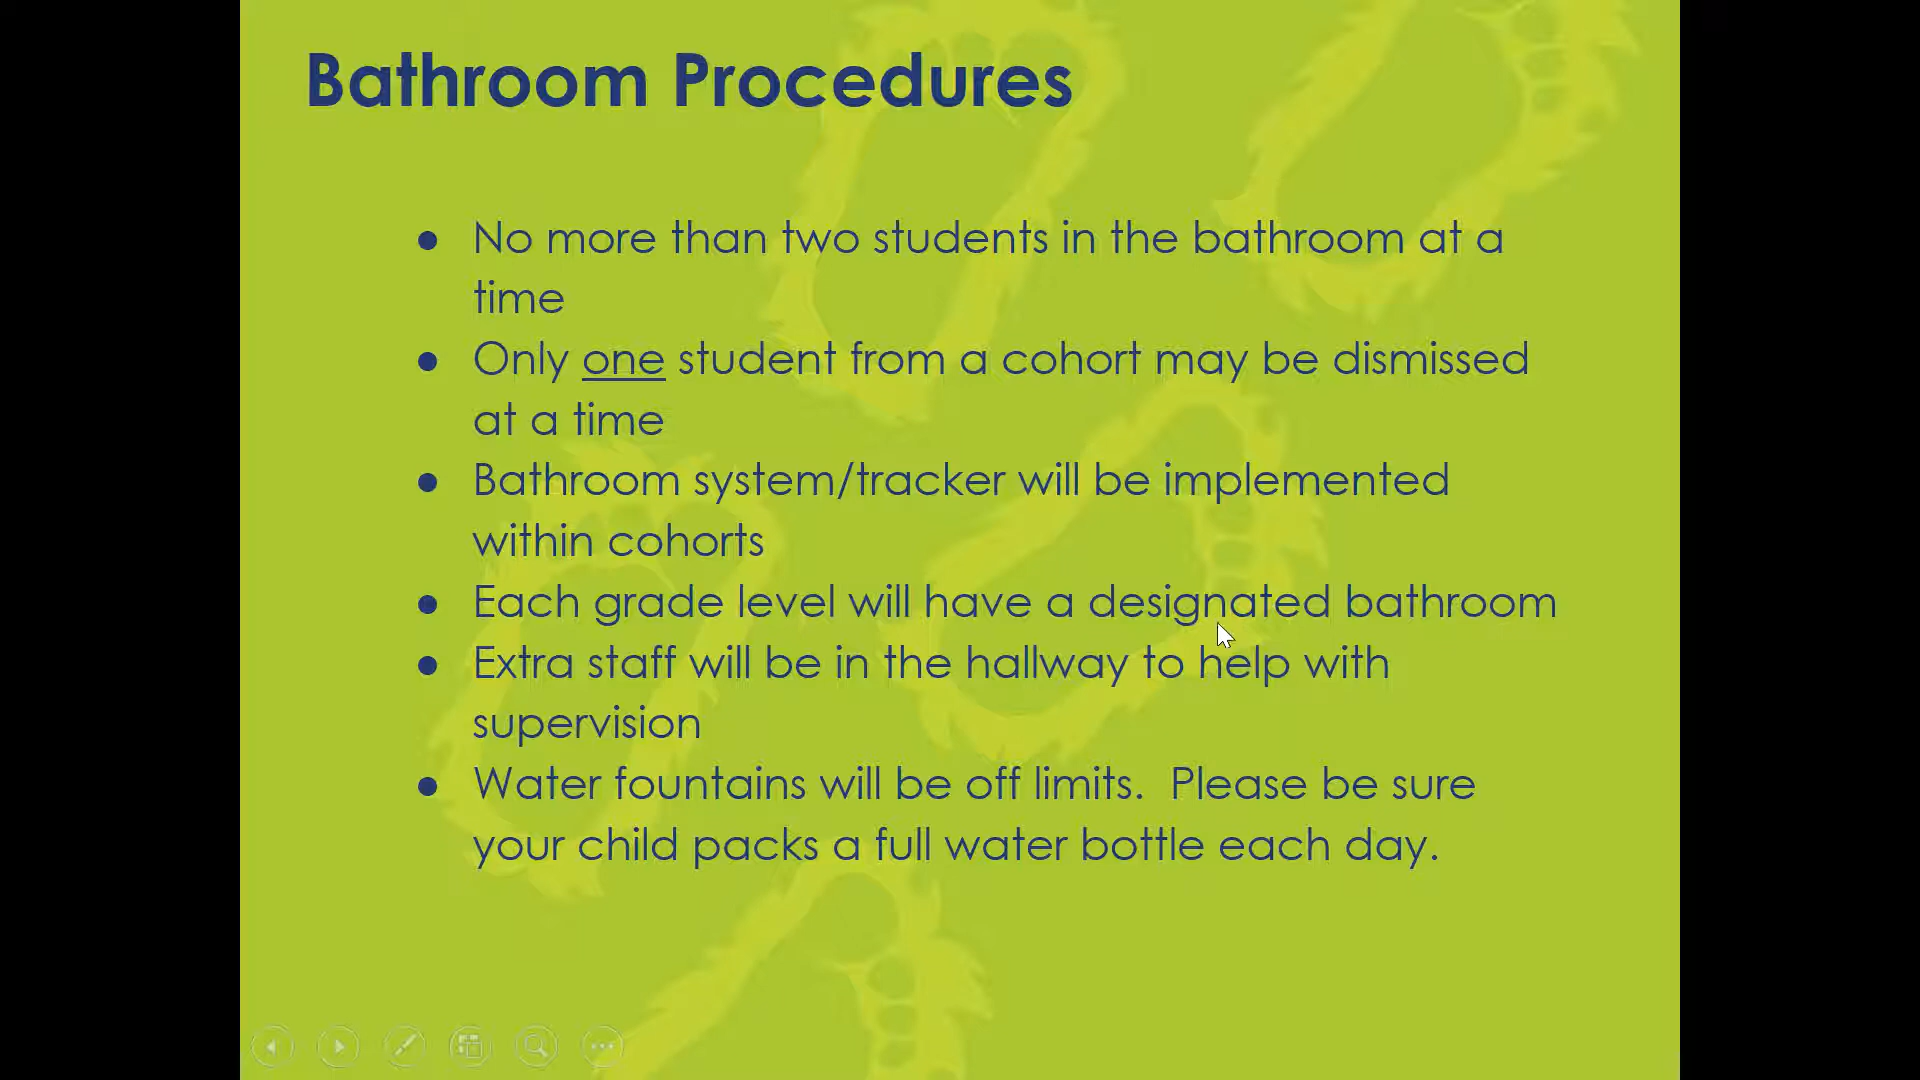 Bathroom Procedures
● No more than two students in the bathroom at a
time
● Only one student from a cohort may be dismissed
at a time
● Bathroom system/tracker will be implemented
within cohorts
● Each grade level will have a designated bathroom
● Extra staff will be in the hallway to help with
supervision
● Water fountains will be off limits.  Please be sure
your child packs a full water bottle each day.